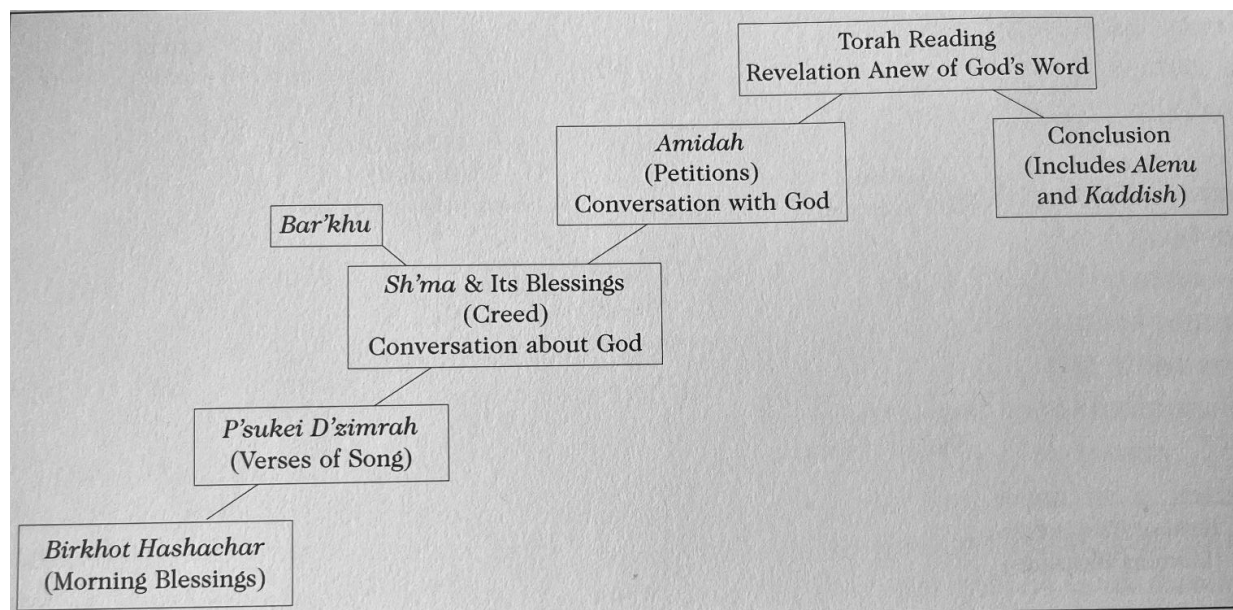 Torah Reading
Revelation Anew of God’s Word
Amidah
(Petitions)
Conversation with God
Conclusion
(Includes Alenu
and Kaddish)
Bar’khu
Sh’ma & Its Blessings
(Creed)
Conversation about God
P’sukei D’zimrah
(Verses of Song)
Birkhot Hashachar
(Morning Blessings)